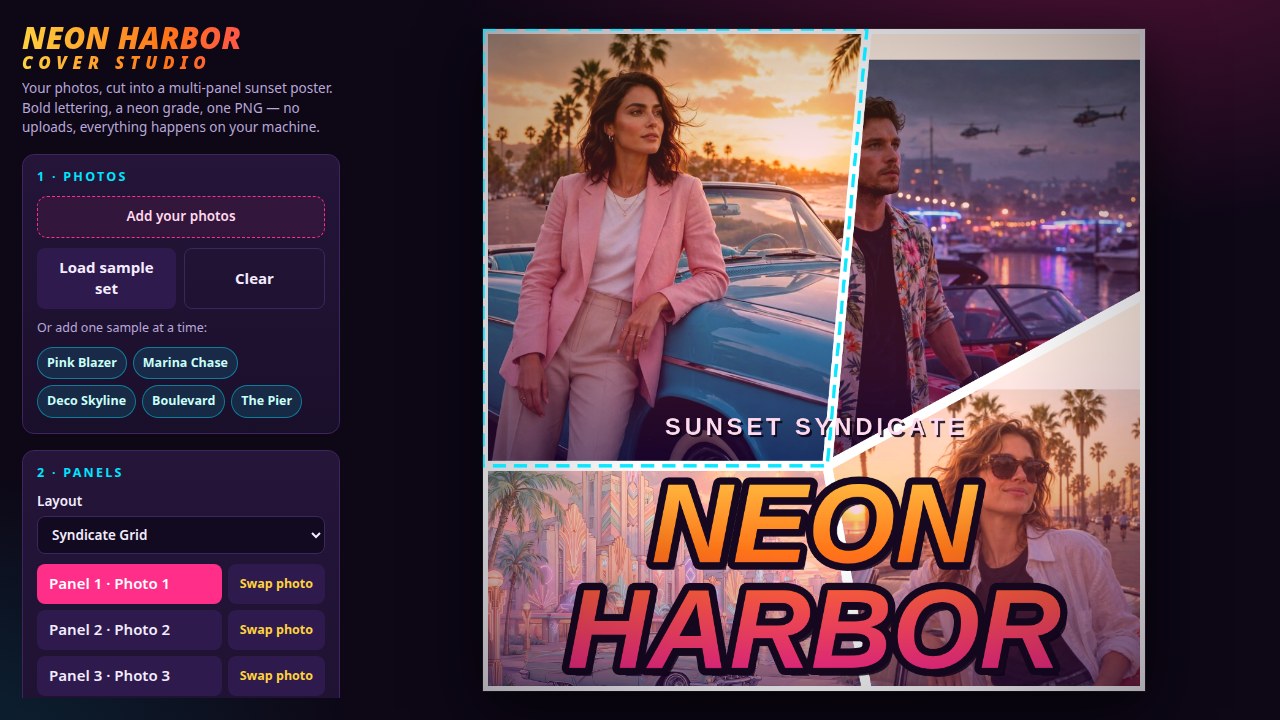 NEON HARBOR
COVER STUDIO
Your photos, cut into a multi-panel sunset poster.
Bold lettering, a neon grade, one PNG — no
uploads, everything happens on your machine.
1 · PHOTOS
Add your photos
Load sample
set
Clear
Or add one sample at a time:
Pink Blazer
Marina Chase
Deco Skyline
Boulevard
The Pier
2 · PANELS
Layout
Syndicate Grid
Panel 1 · Photo 1
Swap photo
Panel 2 · Photo 2
Swap photo
Panel 3 · Photo 3
Swap photo
SUNSET SYNDICATE
NEON
HARBOR